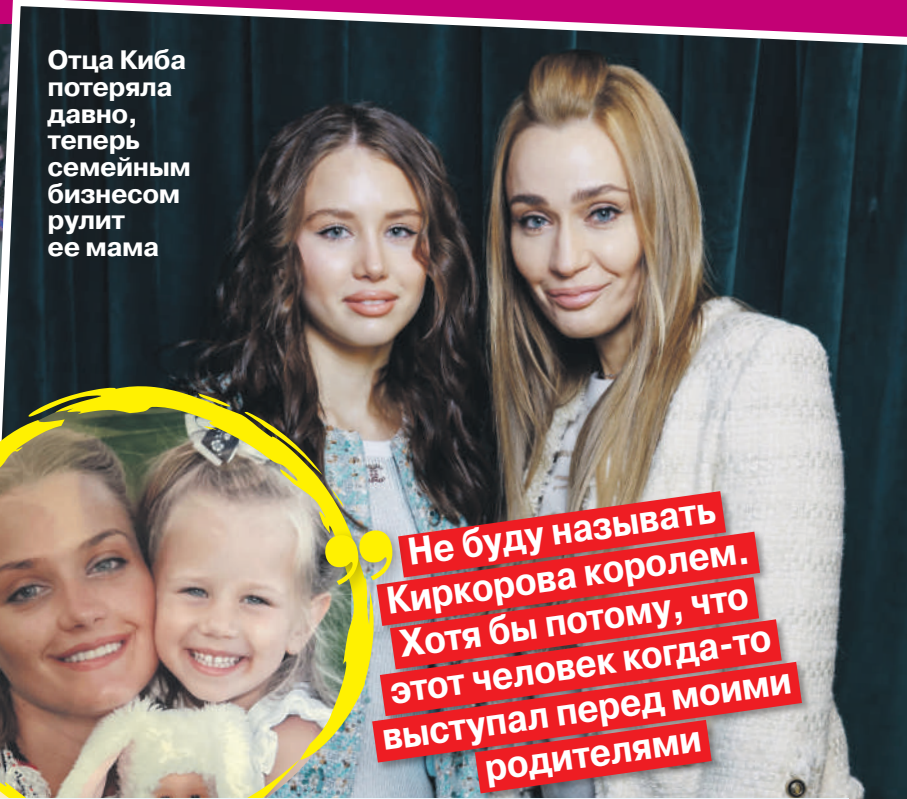 Отца Киба
потеряла
давно,
теперь
семейным
бизнесом
рулит
ее мама
„Не буду называть
Киркорова королем.
Хотя бы потому, что
этот человек когда-то
выступал перед моими
родителями